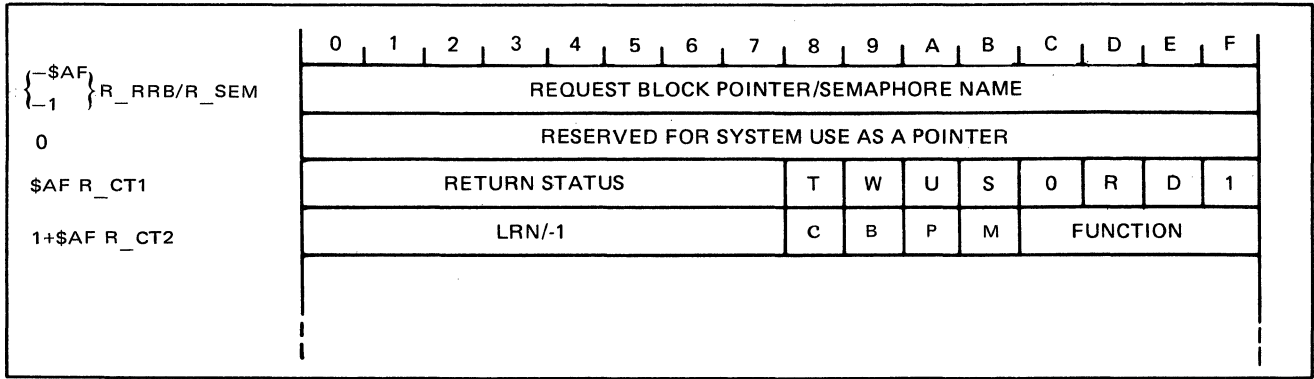 0 1 2 3 4 5 6 7 8 9 A B C D E F
{−$AF −1} R_RRB/R_SEM REQUEST BLOCK POINTER/SEMAPHORE NAME
0 RESERVED FOR SYSTEM USE AS A POINTER
$AF R_CT1 RETURN STATUS T W U S 0 R D 1
1+$AF R_CT2 LRN/-1 C B P M FUNCTION